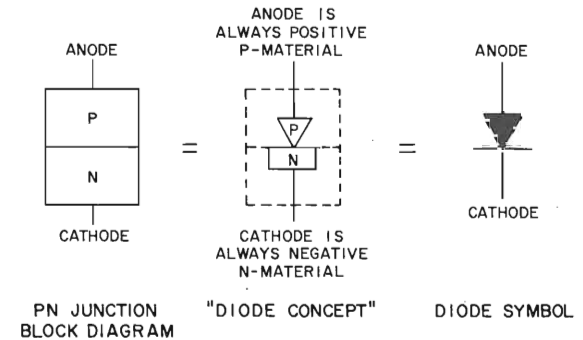 ANODE
P
N
CATHODE
PN JUNCTION
BLOCK DIAGRAM
=
ANODE IS
ALWAYS POSITIVE
P-MATERIAL
P
N
CATHODE IS
ALWAYS NEGATIVE
N-MATERIAL
"DIODE CONCEPT"
=
ANODE
CATHODE
DIODE SYMBOL